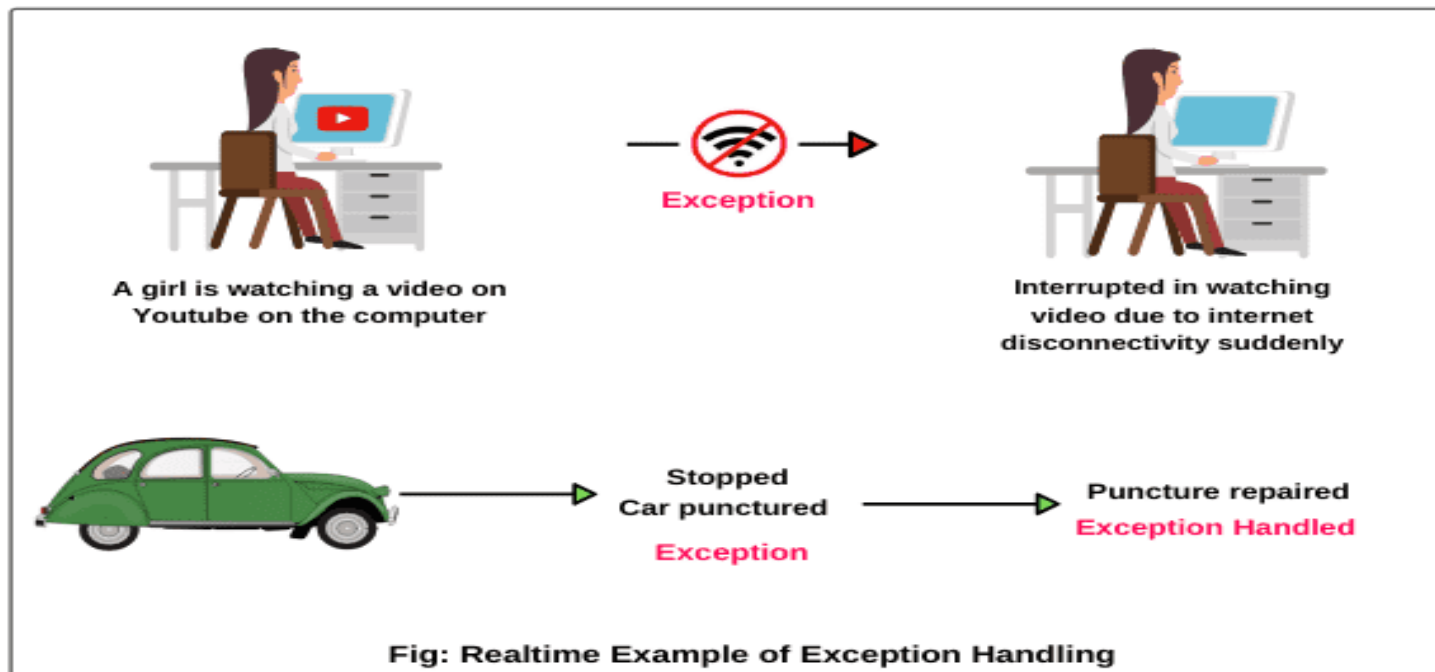 Exception
A girl is watching a video on
Youtube on the computer
Interrupted in watching
video due to internet
disconnectivity suddenly
Stopped
Car punctured
Exception
Puncture repaired
Exception Handled
Fig: Realtime Example of Exception Handling